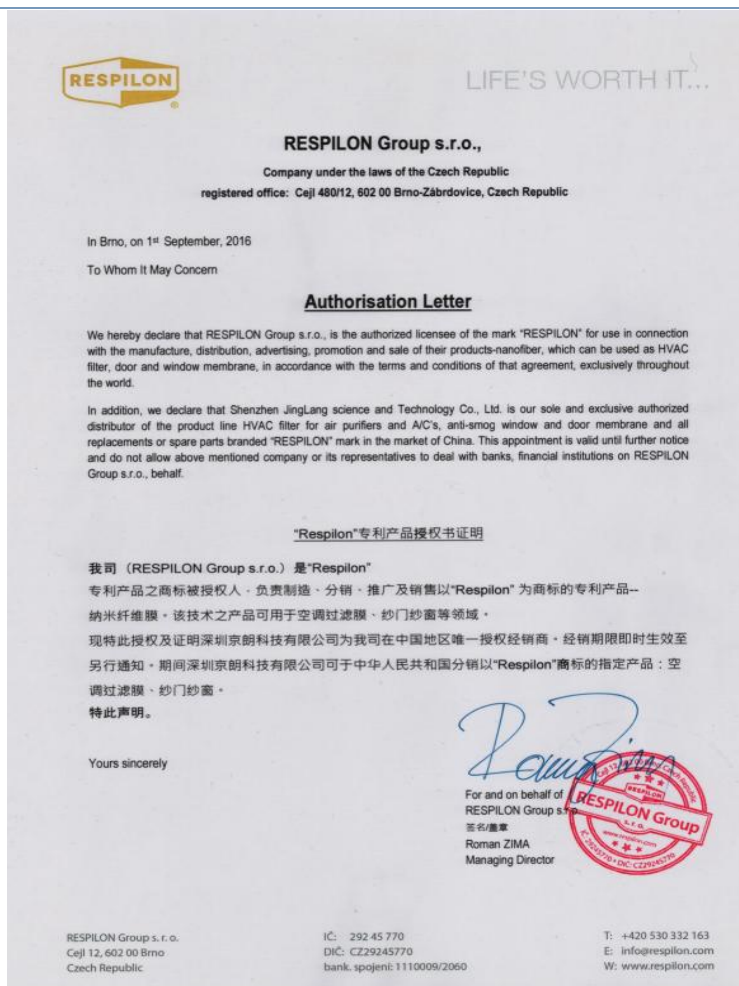 RESPILON
®
LIFE'S WORTH IT...
RESPILON Group s.r.o.,
Company under the laws of the Czech Republic
registered office: Cejl 480/12, 602 00 Brno-Zábrdovice, Czech Republic
In Brno, on 1st September, 2016
To Whom It May Concern
Authorisation Letter
We hereby declare that RESPILON Group s.r.o., is the authorized licensee of the mark "RESPILON" for use in connection
with the manufacture, distribution, advertising, promotion and sale of their products-nanofiber, which can be used as HVAC
filter, door and window membrane, in accordance with the terms and conditions of that agreement, exclusively throughout
the world.
In addition, we declare that Shenzhen JingLang science and Technology Co., Ltd. is our sole and exclusive authorized
distributor of the product line HVAC filter for air purifiers and A/C's, anti-smog window and door membrane and all
replacements or spare parts branded "RESPILON" mark in the market of China. This appointment is valid until further notice
and do not allow above mentioned company or its representatives to deal with banks, financial institutions on RESPILON
Group s.r.o., behalf.
"Respilon"专利产品授权书证明
我司（RESPILON Group s.r.o.）是"Respilon"
专利产品之商标被授权人﹐负责制造、分销、推广及销售以"Respilon" 为商标的专利产品--
纳米纤维膜。该技术之产品可用于空调过滤膜、纱门纱窗等领域。
现特此授权及证明深圳京朗科技有限公司为我司在中国地区唯一授权经销商。经销期限即时生效至
另行通知。期间深圳京朗科技有限公司可于中华人民共和国分销以"Respilon"商标的指定产品：空
调过滤膜、纱门纱窗。
特此声明。
Yours sincerely
For and on behalf of
RESPILON Group s.r.o.
签名/盖章
Roman ZIMA
Managing Director
RESPILON
RESPILON Group
s.r.o.
www.respilon.com
IČ: 29245770 • DIČ: CZ29245770
RESPILON Group s. r. o.
Cejl 12, 602 00 Brno
Czech Republic
IČ: 292 45 770
DIČ: CZ29245770
bank. spojení: 1110009/2060
T: +420 530 332 163
E: info@respilon.com
W: www.respilon.com